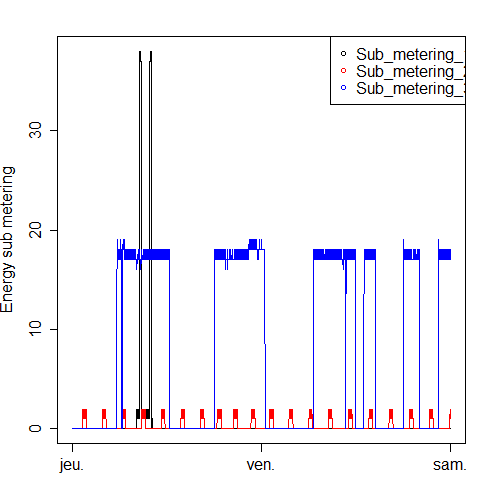 Sub_metering_
Sub_metering_
Sub_metering_
Energy sub metering
30
20
10
0
jeu.
ven.
sam.